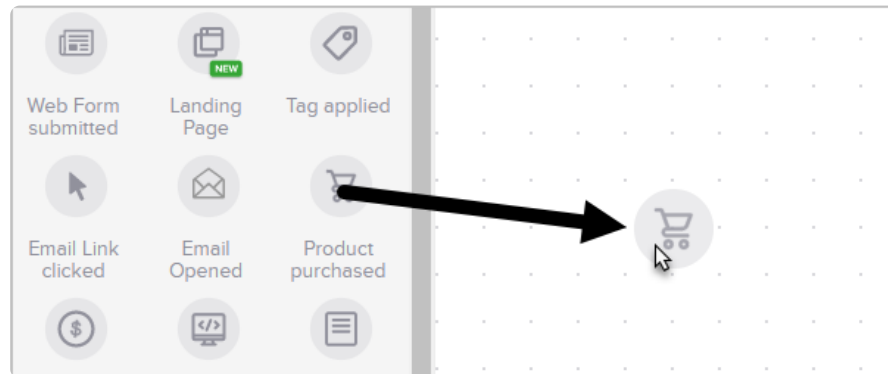 NEW
Web Form
submitted
Landing
Page
Tag applied
Email Link
clicked
Email
Opened
Product
purchased